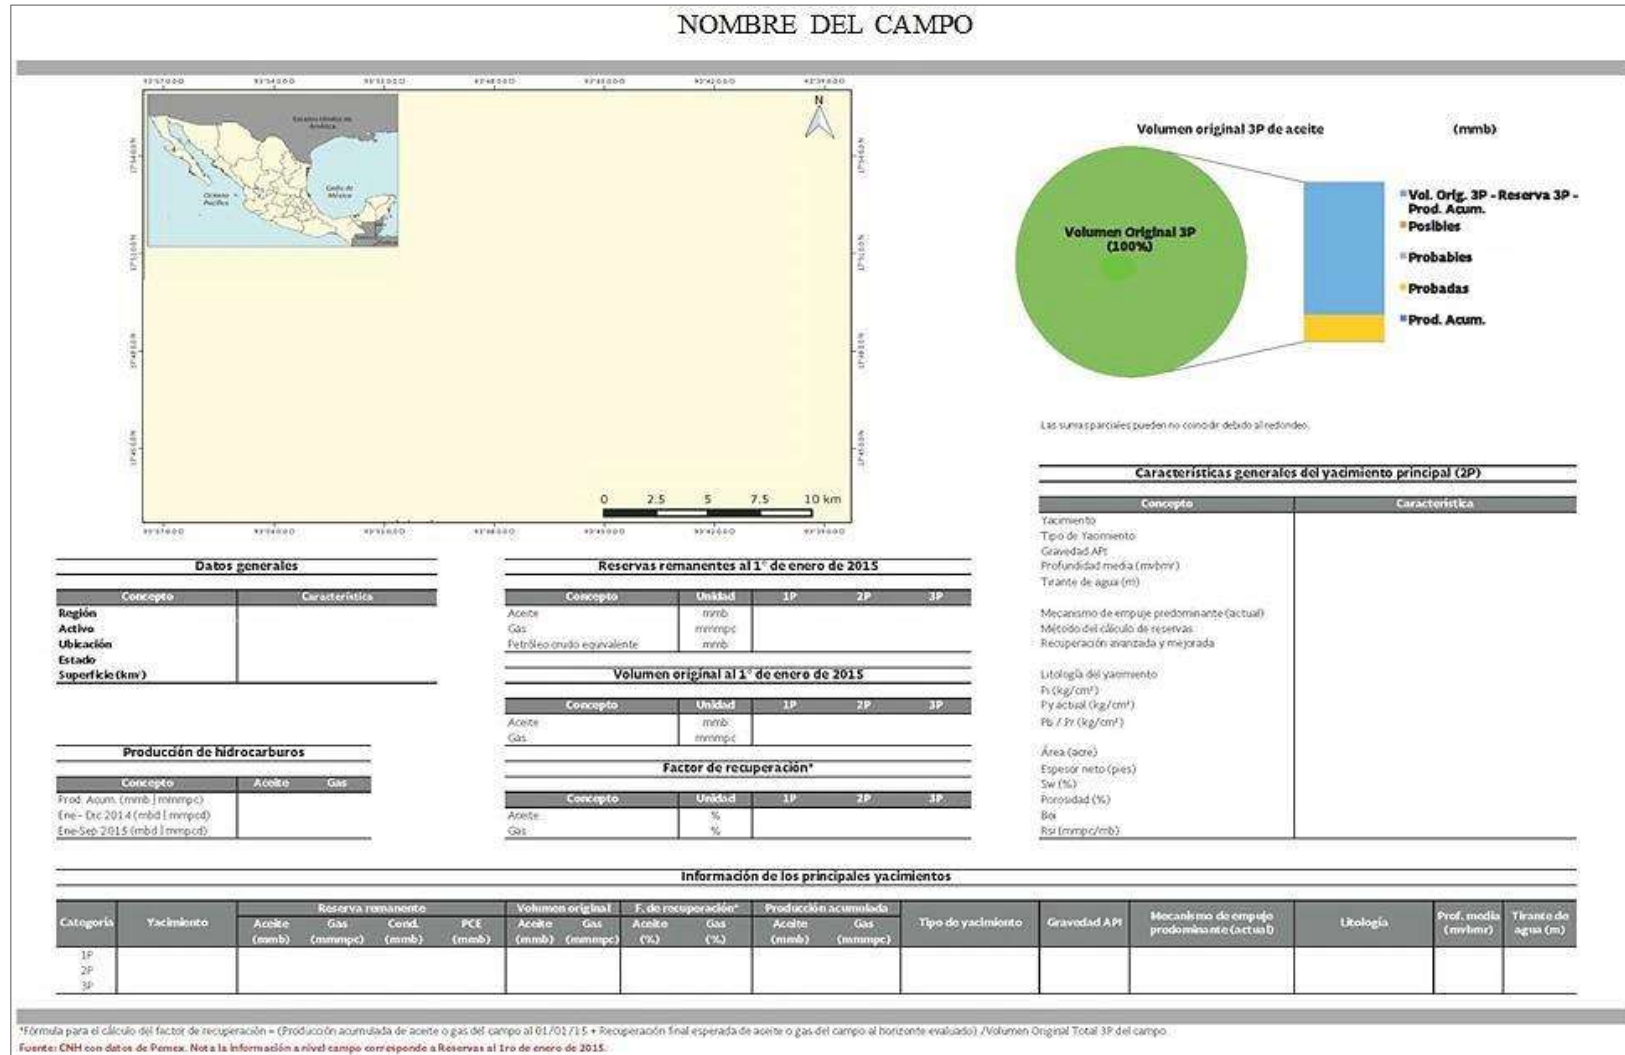 NOMBRE DEL CAMPO
N
Estados Unidos de
América
Océano
Pacífico
Golfo de
México
0 2.5 5 7.5 10 km
Volumen original 3P de aceite (mmb)
Volumen Original 3P
(100%)
Vol. Orig. 3P - Reserva 3P -
Prod. Acum.
Posibles
Probables
Probadas
Prod. Acum.
Las sumas parciales pueden no coincidir debido al redondeo.
Datos generales
Concepto Característica
Región
Activo
Ubicación
Estado
Superficie (km²)
Producción de hidrocarburos
Concepto Aceite Gas
Prod. Acum. (mmb | mmmpc)
Ene - Dic 2014 (mbd | mmpcd)
Ene-Sep 2015 (mbd | mmpcd)
Reservas remanentes al 1° de enero de 2015
Concepto Unidad 1P 2P 3P
Aceite mmb
Gas mmmpc
Petróleo crudo equivalente mmb
Volumen original al 1° de enero de 2015
Concepto Unidad 1P 2P 3P
Aceite mmb
Gas mmmpc
Factor de recuperación*
Concepto Unidad 1P 2P 3P
Aceite %
Gas %
Características generales del yacimiento principal (2P)
Concepto Característica
Yacimiento
Tipo de Yacimiento
Gravedad API
Profundidad media (mvbmr)
Tirante de agua (m)
Mecanismo de empuje predominante (actual)
Método del cálculo de reservas
Recuperación avanzada y mejorada
Litología del yacimiento
Pi (kg/cm²)
Py actual (kg/cm²)
Pb / Pr (kg/cm²)
Área (acre)
Espesor neto (pies)
Sw (%)
Porosidad (%)
Boi
Rsi (mmpc/mb)
Información de los principales yacimientos
Categoría Yacimiento Reserva remanente Volumen original F. de recuperación* Producción acumulada Tipo de yacimiento Gravedad API Mecanismo de empuje predominante (actual) Litología Prof. media (mvbmr) Tirante de agua (m)
Aceite Gas Cond. PCE Aceite Gas Aceite Gas Aceite Gas
(mmb) (mmmpc) (mmb) (mmb) (mmb) (mmmpc) (%) (%) (mmb) (mmmpc)
1P
2P
3P
*Fórmula para el cálculo del factor de recuperación = (Producción acumulada de aceite o gas del campo al 01/01/15 + Recuperación final esperada de aceite o gas del campo al horizonte evaluado) /Volumen Original Total 3P del campo.
Fuente: CNH con datos de Pemex. Nota la Información a nivel campo corresponde a Reservas al 1ro de enero de 2015.